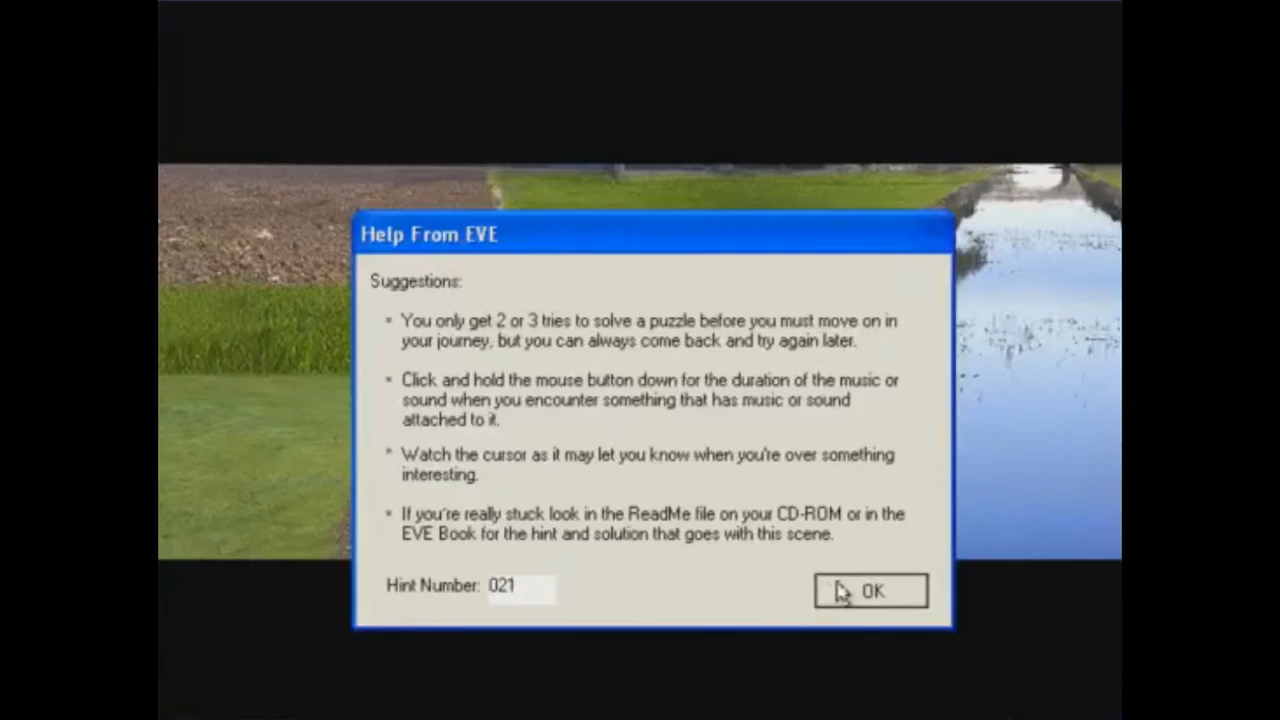 Help From EVE
Suggestions:
* You only get 2 or 3 tries to solve a puzzle before you must move on in
your journey, but you can always come back and try again later.
* Click and hold the mouse button down for the duration of the music or
sound when you encounter something that has music or sound
attached to it.
* Watch the cursor as it may let you know when you're over something
interesting.
* If you're really stuck look in the ReadMe file on your CD-ROM or in the
EVE Book for the hint and solution that goes with this scene.
Hint Number: 021
OK